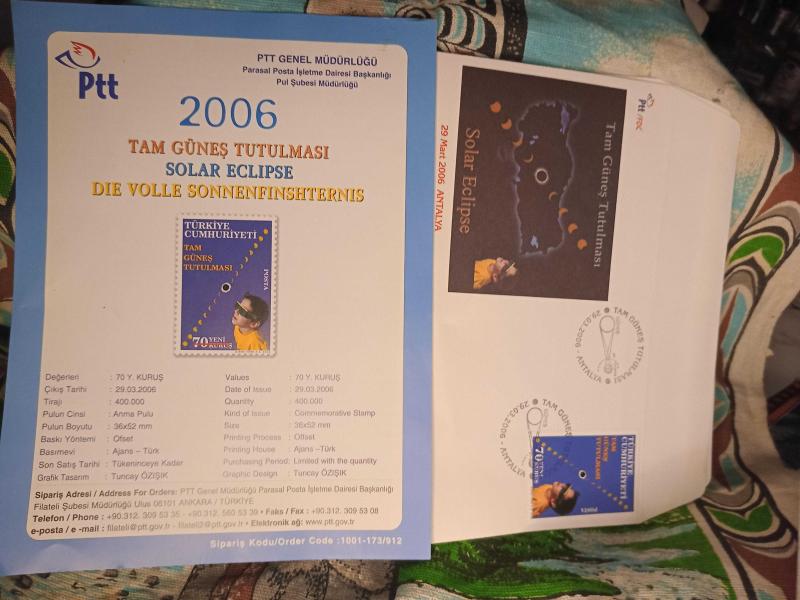 Ptt
PTT GENEL MÜDÜRLÜĞÜ
Parasal Posta İşletme Dairesi Başkanlığı
Pul Şubesi Müdürlüğü
2006
TAM GÜNEŞ TUTULMASI
SOLAR ECLIPSE
DIE VOLLE SONNENFINSHTERNIS
TÜRKİYE
CUMHURİYETİ
TAM
GÜNEŞ
TUTULMASI
POSTA
70 YENİ KURUŞ
Değerleri : 70 Y. KURUŞ
Çıkış Tarihi : 29.03.2006
Tirajı : 400.000
Pulun Cinsi : Anma Pulu
Pulun Boyutu : 36x52 mm
Baskı Yöntemi : Ofset
Basımevi : Ajans – Türk
Son Satış Tarihi : Tükeninceye Kadar
Grafik Tasarım : Tuncay ÖZIŞIK
Values : 70 Y. KURUŞ
Date of Issue : 29.03.2006
Quantity : 400.000
Kind of Issue : Commemorative Stamp
Size : 36x52 mm
Printing Process : Offset
Printing House : Ajans –Türk
Purchasing Period: Limited with the quantity
Graphic Design : Tuncay ÖZIŞIK
Sipariş Adresi / Address For Orders: PTT Genel Müdürlüğü Parasal Posta İşletme Dairesi Başkanlığı
Filateli Şubesi Müdürlüğü Ulus 06101 ANKARA / TÜRKİYE
Telefon / Phone : +90.312. 309 53 35 - +90.312. 560 53 39 • Faks / Fax : +90.312. 309 53 08
e-posta / e -mail : filateli@ptt.gov.tr - filateli2@ptt.gov.tr • Elektronik ağ: www.ptt.gov.tr
Sipariş Kodu/Order Code :1001-173/912
Ptt FDC
Tam Güneş Tutulması
Solar Eclipse
29 Mart 2006 ANTALYA
TAM GÜNEŞ TUTULMASI
29.03.2006 - ANTALYA
TAM GÜNEŞ
29.03.2006 - ANTALYA
TÜRKİYE
CUMHURİYETİ
TAM
GÜNEŞ
TUTULMASI
POSTA
70 YENİ KURUŞ